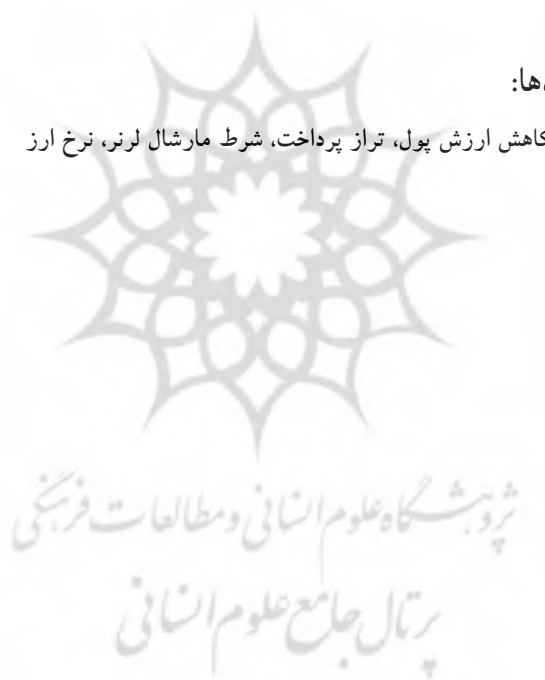 ها:
کاهش ارزش پول، تراز پرداخت، شرط مارشال لرنر، نرخ ارز
پژوهشگاه علوم انسانی و مطالعات فرهنگی
پرتال جامع علوم انسانی